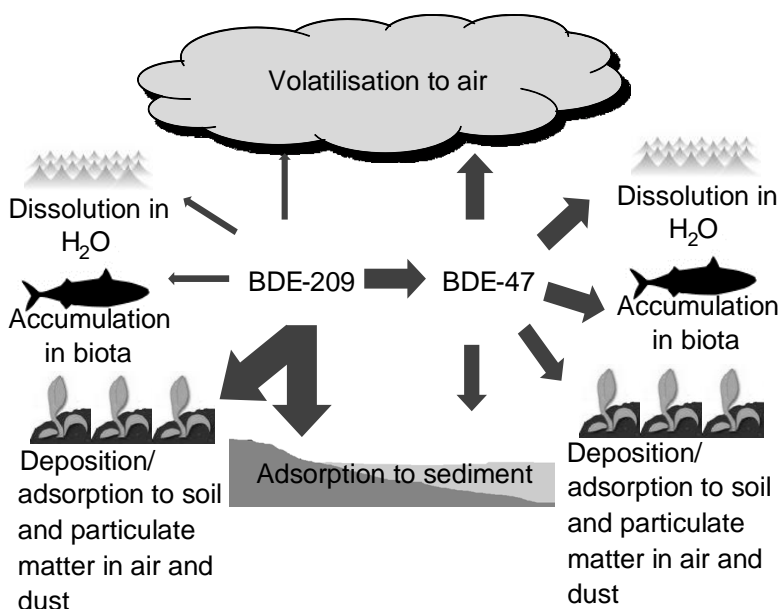 Volatilisation to air
Dissolution in
H₂O
Accumulation
in biota
Deposition/
adsorption to soil
and particulate
matter in air and
dust
BDE-209
BDE-47
Adsorption to sediment
Dissolution in
H₂O
Accumulation
in biota
Deposition/
adsorption to soil
and particulate
matter in air and
dust